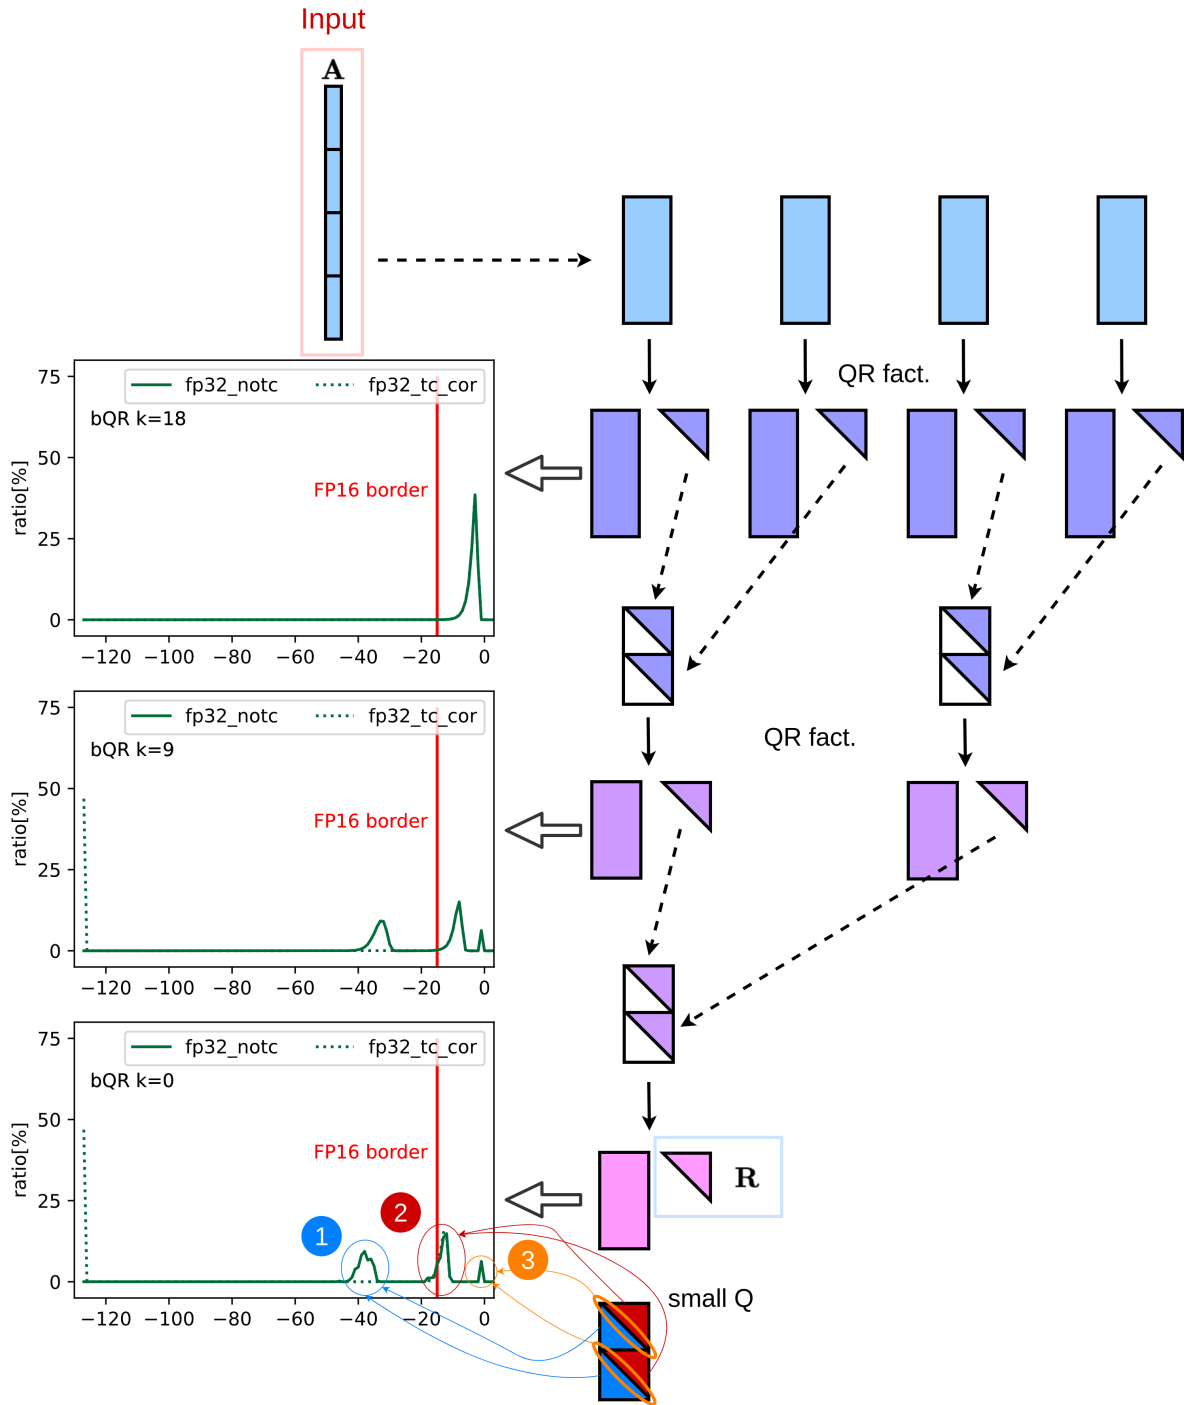 Input
A
75 fp32_notc fp32_tc_cor
bQR k=18
50
FP16 border
25
0
ratio[%]
−120 −100 −80 −60 −40 −20 0
QR fact.
75 fp32_notc fp32_tc_cor
bQR k=9
50
FP16 border
25
0
ratio[%]
−120 −100 −80 −60 −40 −20 0
QR fact.
75 fp32_notc fp32_tc_cor
bQR k=0
50
FP16 border
25
0
ratio[%]
1
2
3
−120 −100 −80 −60 −40 −20 0
R
small Q